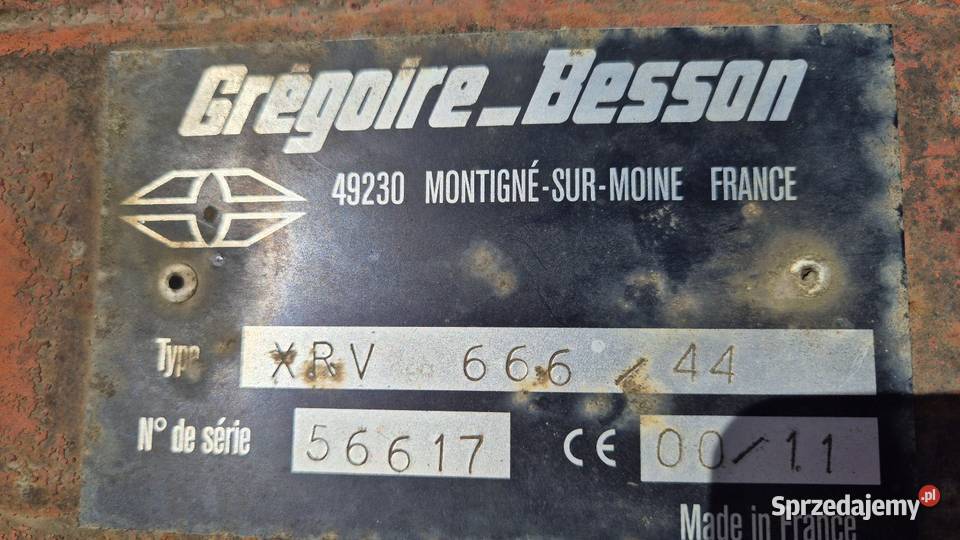 Grégoire_Besson
49230 MONTIGNÉ-SUR-MOINE FRANCE
Type XRV 666/44
N° de série 56617 CE 00/11
Made in France
Sprzedajemy.pl